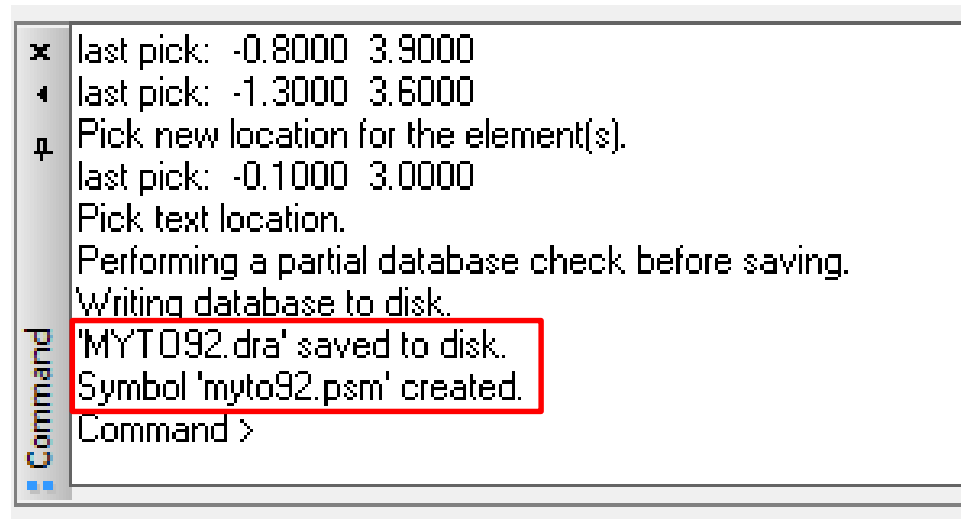 last pick:  -0.8000  3.9000
last pick:  -1.3000  3.6000
Pick new location for the element(s).
last pick:  -0.1000  3.0000
Pick text location.
Performing a partial database check before saving.
Writing database to disk.
'MYTO92.dra' saved to disk.
Symbol 'myto92.psm' created.
Command >
Command